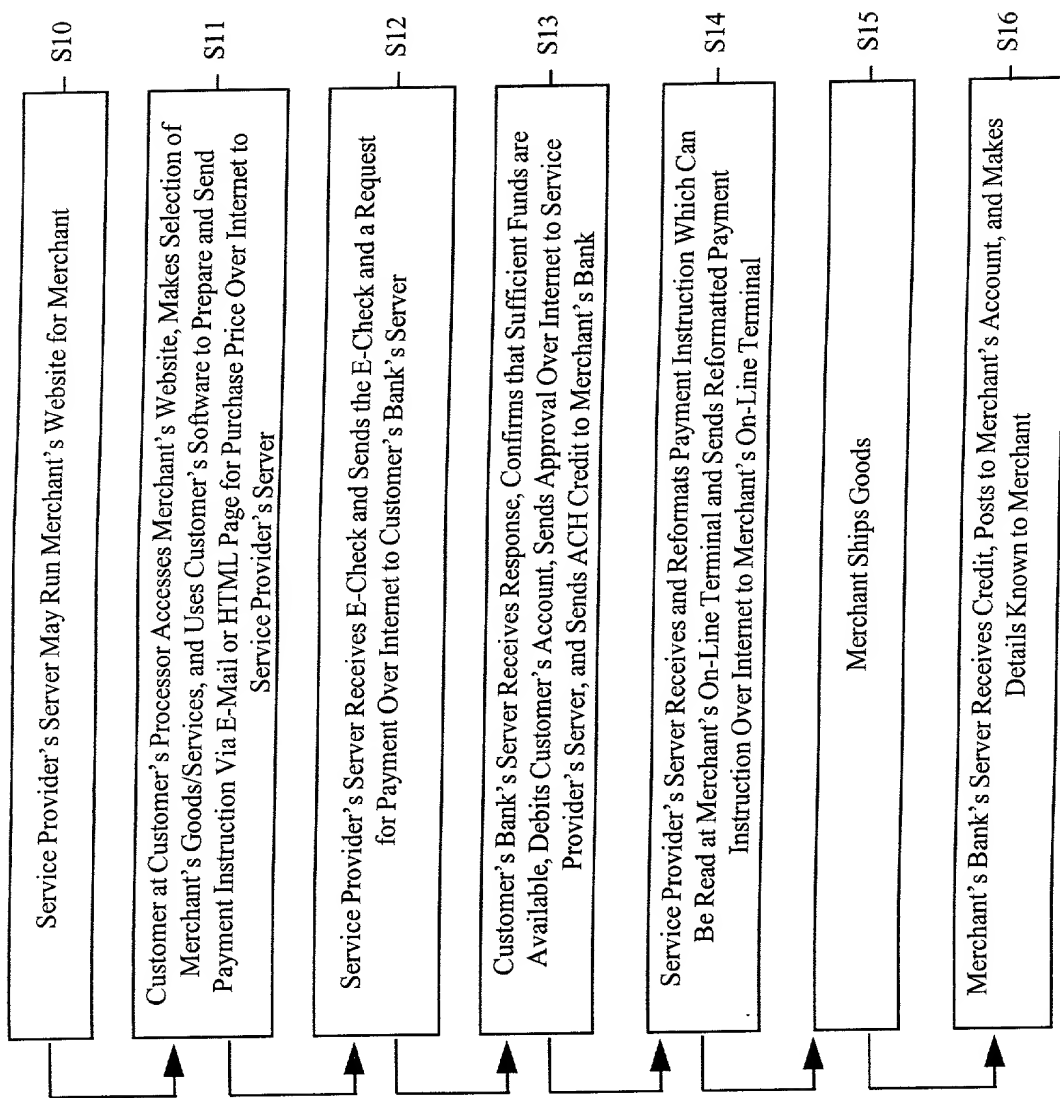 Service Provider's Server May Run Merchant's Website for Merchant
S10
Customer at Customer's Processor Accesses Merchant's Website, Makes Selection of
Merchant's Goods/Services, and Uses Customer's Software to Prepare and Send
Payment Instruction Via E-Mail or HTML Page for Purchase Price Over Internet to
Service Provider's Server
S11
Service Provider's Server Receives E-Check and Sends the E-Check and a Request
for Payment Over Internet to Customer's Bank's Server
S12
Customer's Bank's Server Receives Response, Confirms that Sufficient Funds are
Available, Debits Customer's Account, Sends Approval Over Internet to Service
Provider's Server, and Sends ACH Credit to Merchant's Bank
S13
Service Provider's Server Receives and Reformats Payment Instruction Which Can
Be Read at Merchant's On-Line Terminal and Sends Reformatted Payment
Instruction Over Internet to Merchant's On-Line Terminal
S14
Merchant Ships Goods
S15
Merchant's Bank's Server Receives Credit, Posts to Merchant's Account, and Makes
Details Known to Merchant
S16